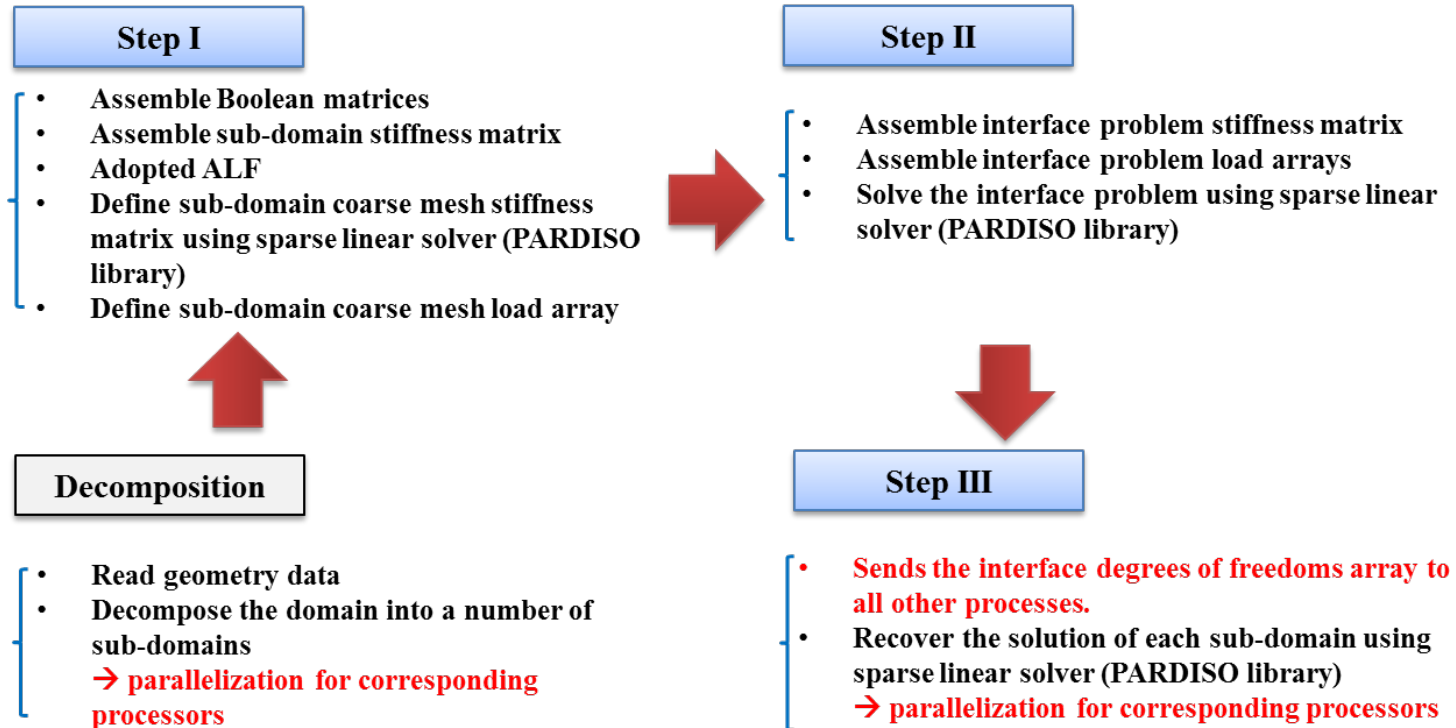 Step I
• Assemble Boolean matrices
• Assemble sub-domain stiffness matrix
• Adopted ALF
• Define sub-domain coarse mesh stiffness
matrix using sparse linear solver (PARDISO
library)
• Define sub-domain coarse mesh load array
Step II
• Assemble interface problem stiffness matrix
• Assemble interface problem load arrays
• Solve the interface problem using sparse linear
solver (PARDISO library)
Decomposition
• Read geometry data
• Decompose the domain into a number of
sub-domains
→ parallelization for corresponding
processors
Step III
• Sends the interface degrees of freedoms array to
all other processes.
• Recover the solution of each sub-domain using
sparse linear solver (PARDISO library)
→ parallelization for corresponding processors